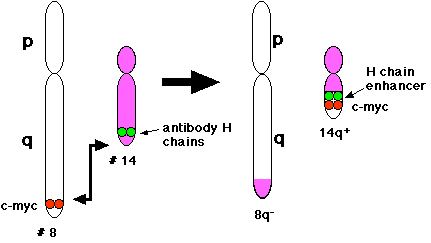 p
q
c-myc
# 8
# 14
antibody H
chains
p
q
8q-
H chain
enhancer
c-myc
14q+